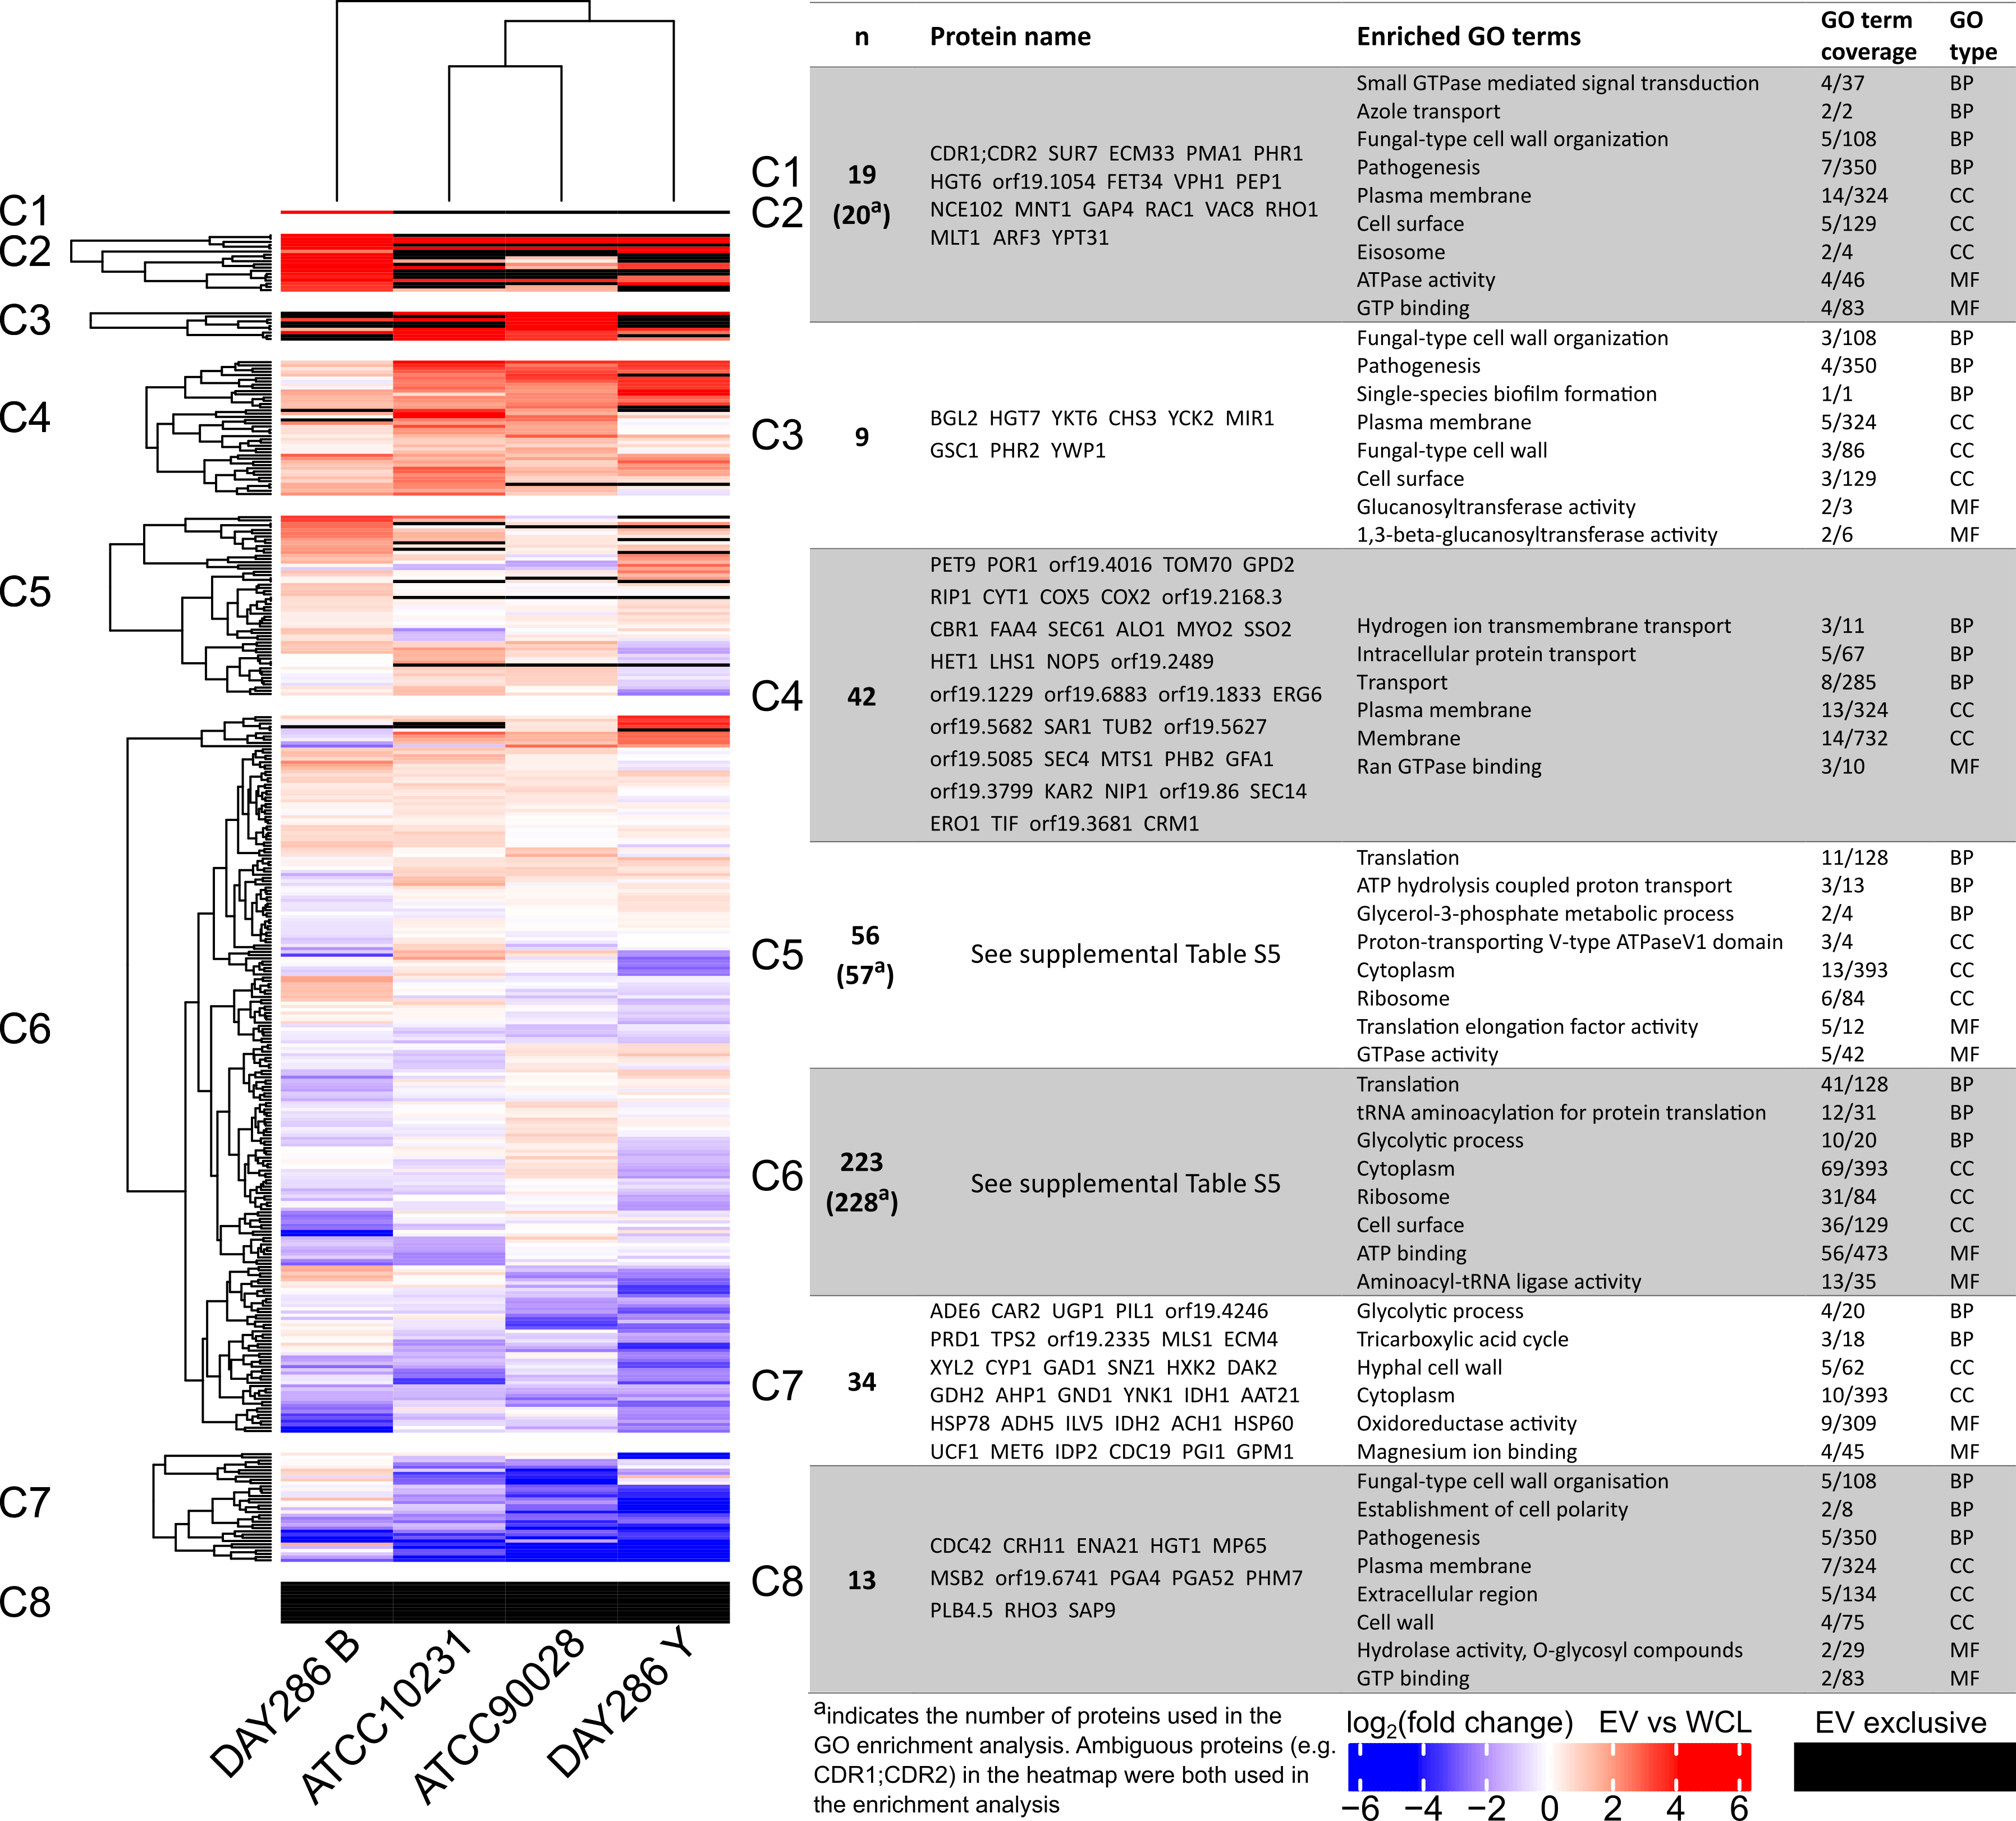 n Protein name Enriched GO terms GO term coverage GO type
C1
C2
C3
C4
C5
C6
C7
C8
DAY286 B
ATCC10231
ATCC90028
DAY286 Y
C1
C2
19
(20a)
CDR1;CDR2 SUR7 ECM33 PMA1 PHR1
HGT6 orf19.1054 FET34 VPH1 PEP1
NCE102 MNT1 GAP4 RAC1 VAC8 RHO1
MLT1 ARF3 YPT31
Small GTPase mediated signal transduction 4/37 BP
Azole transport 2/2 BP
Fungal-type cell wall organization 5/108 BP
Pathogenesis 7/350 BP
Plasma membrane 14/324 CC
Cell surface 5/129 CC
Eisosome 2/4 CC
ATPase activity 4/46 MF
GTP binding 4/83 MF
C3
9
BGL2 HGT7 YKT6 CHS3 YCK2 MIR1
GSC1 PHR2 YWP1
Fungal-type cell wall organization 3/108 BP
Pathogenesis 4/350 BP
Single-species biofilm formation 1/1 BP
Plasma membrane 5/324 CC
Fungal-type cell wall 3/86 CC
Cell surface 3/129 CC
Glucanosyltransferase activity 2/3 MF
1,3-beta-glucanosyltransferase activity 2/6 MF
C4
42
PET9 POR1 orf19.4016 TOM70 GPD2
RIP1 CYT1 COX5 COX2 orf19.2168.3
CBR1 FAA4 SEC61 ALO1 MYO2 SSO2
HET1 LHS1 NOP5 orf19.2489
orf19.1229 orf19.6883 orf19.1833 ERG6
orf19.5682 SAR1 TUB2 orf19.5627
orf19.5085 SEC4 MTS1 PHB2 GFA1
orf19.3799 KAR2 NIP1 orf19.86 SEC14
ERO1 TIF orf19.3681 CRM1
Hydrogen ion transmembrane transport 3/11 BP
Intracellular protein transport 5/67 BP
Transport 8/285 BP
Plasma membrane 13/324 CC
Membrane 14/732 CC
Ran GTPase binding 3/10 MF
C5
56
(57a)
See supplemental Table S5
Translation 11/128 BP
ATP hydrolysis coupled proton transport 3/13 BP
Glycerol-3-phosphate metabolic process 2/4 BP
Proton-transporting V-type ATPaseV1 domain 3/4 CC
Cytoplasm 13/393 CC
Ribosome 6/84 CC
Translation elongation factor activity 5/12 MF
GTPase activity 5/42 MF
C6
223
(228a)
See supplemental Table S5
Translation 41/128 BP
tRNA aminoacylation for protein translation 12/31 BP
Glycolytic process 10/20 BP
Cytoplasm 69/393 CC
Ribosome 31/84 CC
Cell surface 36/129 CC
ATP binding 56/473 MF
Aminoacyl-tRNA ligase activity 13/35 MF
C7
34
ADE6 CAR2 UGP1 PIL1 orf19.4246
PRD1 TPS2 orf19.2335 MLS1 ECM4
XYL2 CYP1 GAD1 SNZ1 HXK2 DAK2
GDH2 AHP1 GND1 YNK1 IDH1 AAT21
HSP78 ADH5 ILV5 IDH2 ACH1 HSP60
UCF1 MET6 IDP2 CDC19 PGI1 GPM1
Glycolytic process 4/20 BP
Tricarboxylic acid cycle 3/18 BP
Hyphal cell wall 5/62 CC
Cytoplasm 10/393 CC
Oxidoreductase activity 9/309 MF
Magnesium ion binding 4/45 MF
C8
13
CDC42 CRH11 ENA21 HGT1 MP65
MSB2 orf19.6741 PGA4 PGA52 PHM7
PLB4.5 RHO3 SAP9
Fungal-type cell wall organisation 5/108 BP
Establishment of cell polarity 2/8 BP
Pathogenesis 5/350 BP
Plasma membrane 7/324 CC
Extracellular region 5/134 CC
Cell wall 4/75 CC
Hydrolase activity, O-glycosyl compounds 2/29 MF
GTP binding 2/83 MF
aindicates the number of proteins used in the
GO enrichment analysis. Ambiguous proteins (e.g.
CDR1;CDR2) in the heatmap were both used in
the enrichment analysis
log2(fold change) EV vs WCL
−6 −4 −2 0 2 4 6
EV exclusive